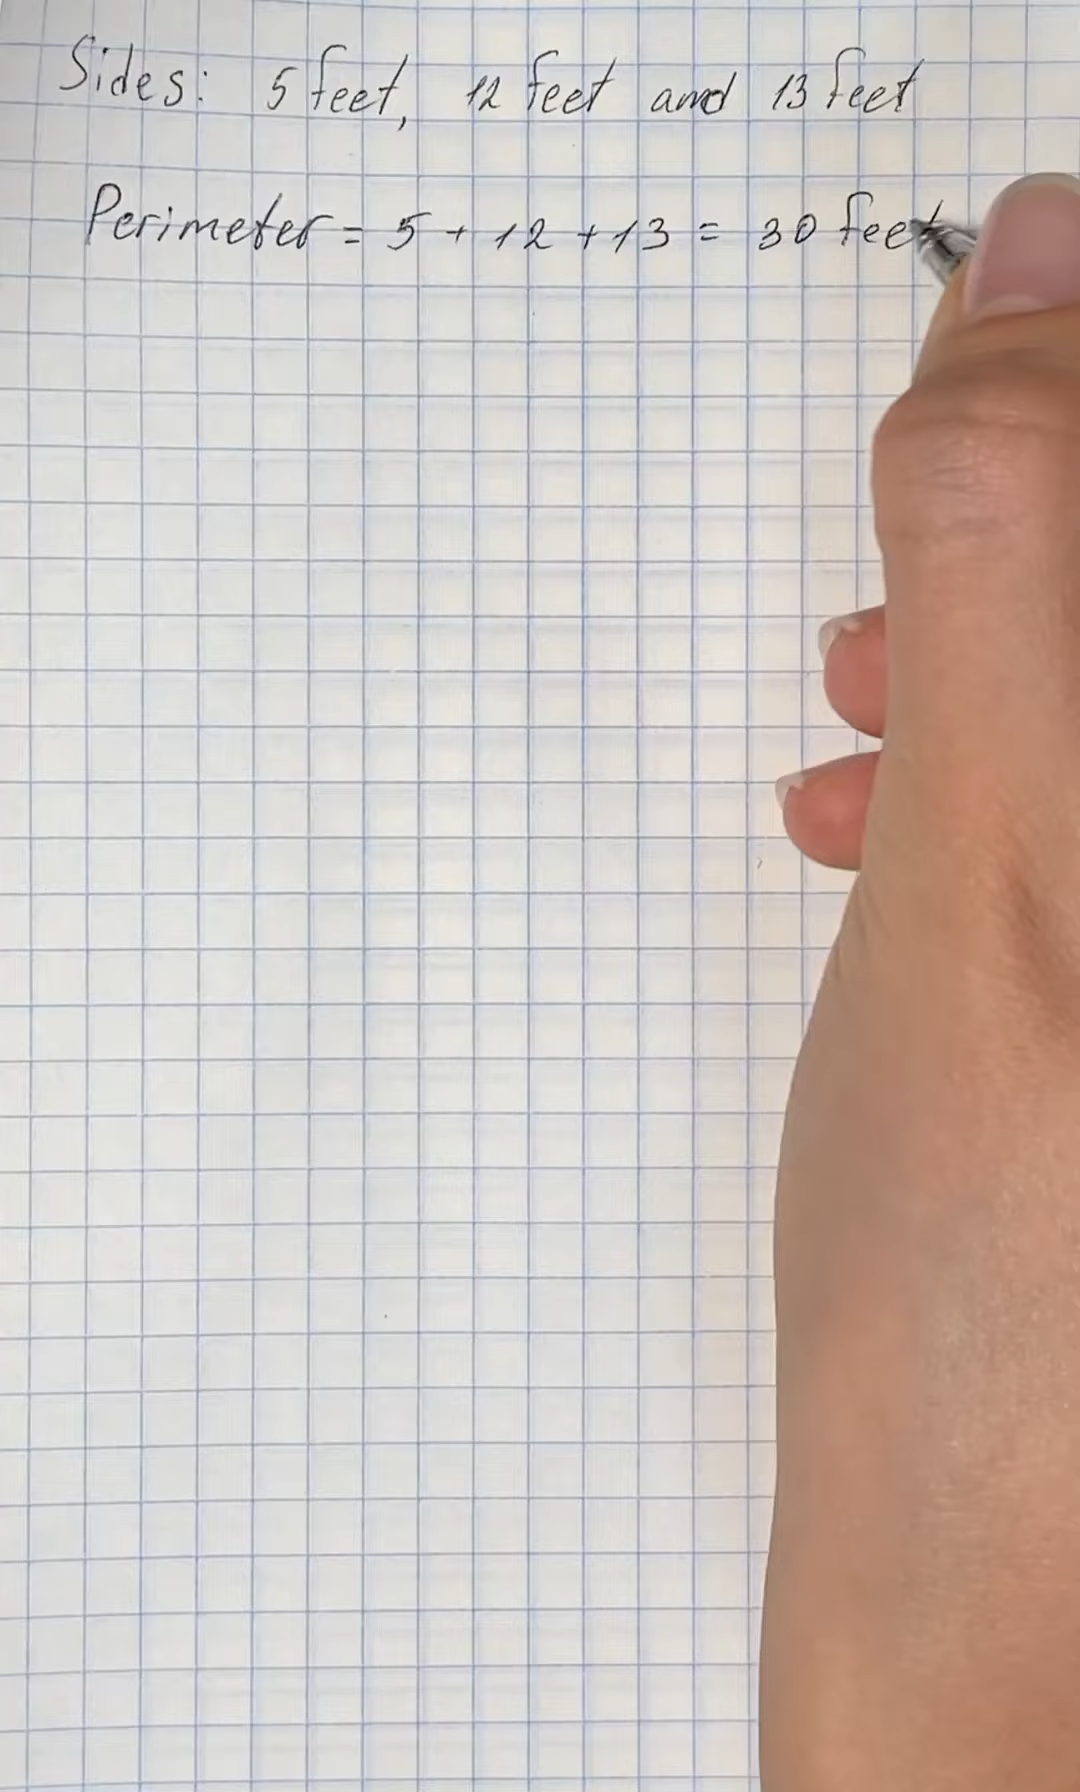 Sides: 5 feet, 12 feet and 13 feet
Perimeter = 5 + 12 + 13 = 30 feet